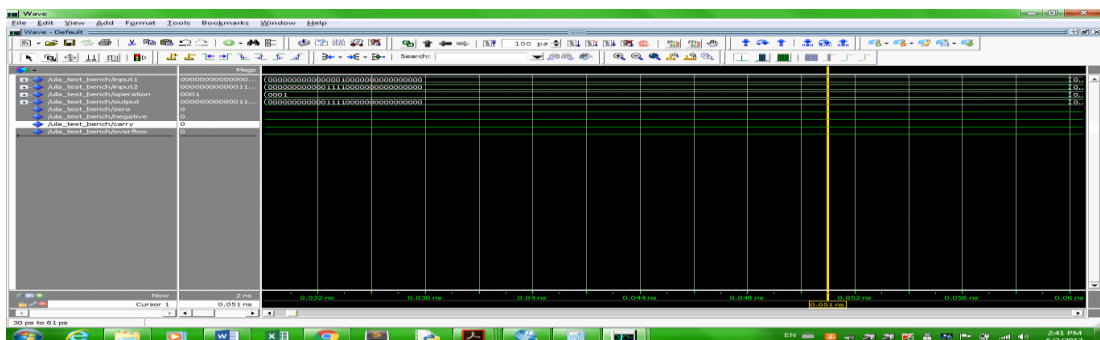 Wave
File Edit View Add Format Tools Bookmarks Window Help
Wave - Default
100 ps
Search:
Msgs
/ula_test_bench/input1
/ula_test_bench/input2
/ula_test_bench/operation 0001 0001
/ula_test_bench/output
/ula_test_bench/zero 0
/ula_test_bench/negative 0
/ula_test_bench/carry 0
/ula_test_bench/overflow 0
Now 2 ns
Cursor 1 0.051 ns
0.032 ns 0.036 ns 0.04 ns 0.044 ns 0.048 ns 0.052 ns 0.056 ns 0.06 ns
0.051 ns
30 ps to 61 ps
EN 2:41 PM